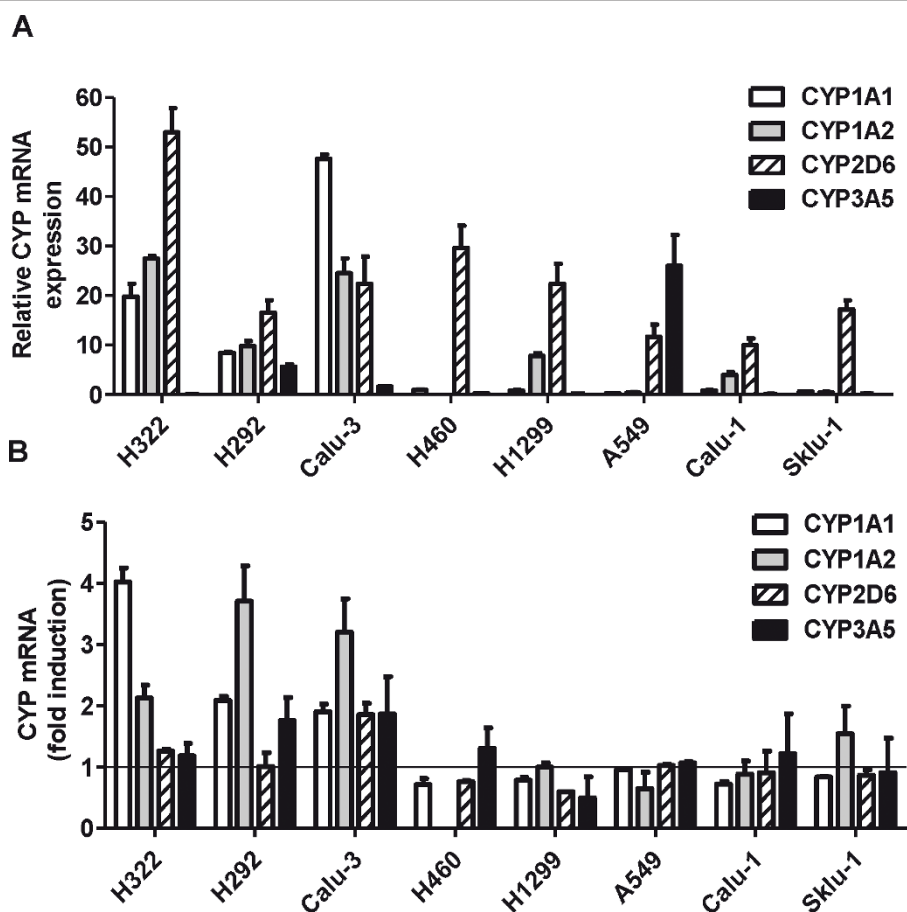 A
Relative CYP mRNA
expression
60
50
40
30
20
10
0
CYP1A1
CYP1A2
CYP2D6
CYP3A5
H322
H292
Calu-3
H460
H1299
A549
Calu-1
Sklu-1
B
CYP mRNA
(fold induction)
5
4
3
2
1
0
CYP1A1
CYP1A2
CYP2D6
CYP3A5
H322
H292
Calu-3
H460
H1299
A549
Calu-1
Sklu-1